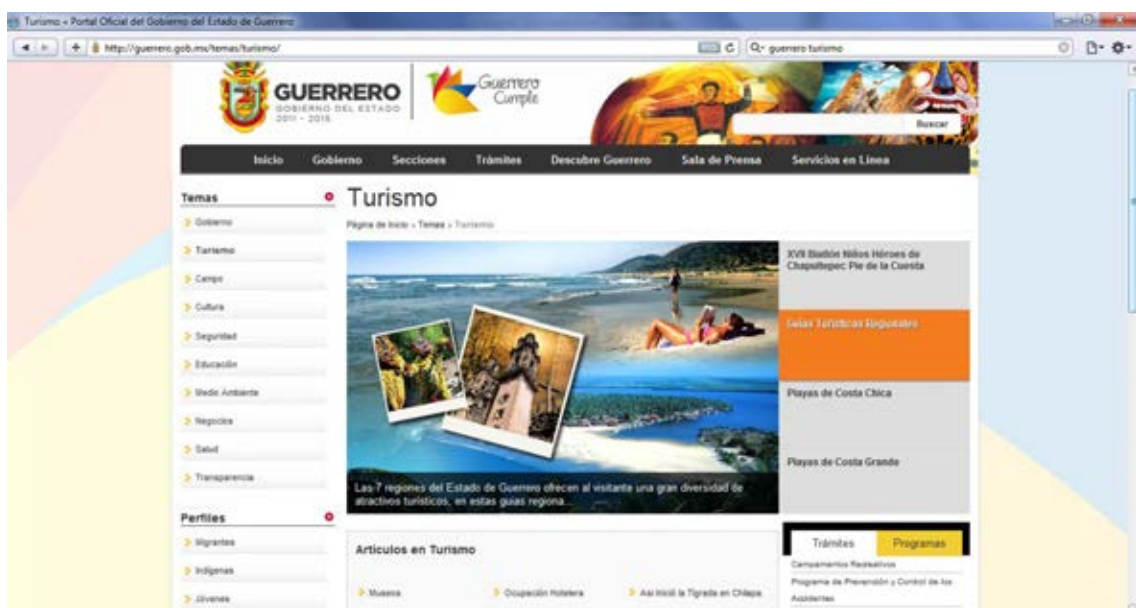 Turismo « Portal Oficial del Gobierno del Estado de Guerrero
http://guerrero.gob.mx/temas/turismo/
guerrero turismo
GUERRERO
GOBIERNO DEL ESTADO
2011 - 2015
Guerrero
Cumple
Buscar
Inicio Gobierno Secciones Trámites Descubre Guerrero Sala de Prensa Servicios en Línea
Temas
Gobierno
Turismo
Campo
Cultura
Seguridad
Educación
Medio Ambiente
Negocios
Salud
Transparencia
Perfiles
Migrantes
Indígenas
Jóvenes
Turismo
Página de Inicio » Temas » Turismo
Las 7 regiones del Estado de Guerrero ofrecen al visitante una gran diversidad de
atractivos turísticos, en estas guías regiona...
XVII Biatlón Niños Héroes de
Chapultepec Pie de la Cuesta
Guías Turísticas Regionales
Playas de Costa Chica
Playas de Costa Grande
Artículos en Turismo
Museos
Ocupación Hotelera
Así Inició la Tigrada en Chilapa
Trámites Programas
Campamentos Recreativos
Programa de Prevención y Control de los
Accidentes